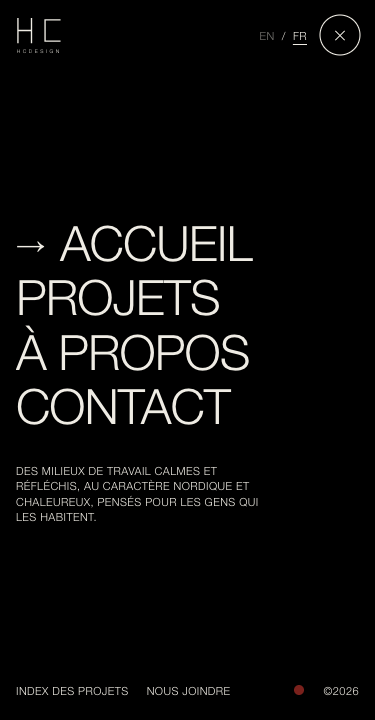 HC
HCDESIGN
EN / FR
→ ACCUEIL
PROJETS
À PROPOS
CONTACT
DES MILIEUX DE TRAVAIL CALMES ET
RÉFLÉCHIS, AU CARACTÈRE NORDIQUE ET
CHALEUREUX, PENSÉS POUR LES GENS QUI
LES HABITENT.
INDEX DES PROJETS NOUS JOINDRE ©2026